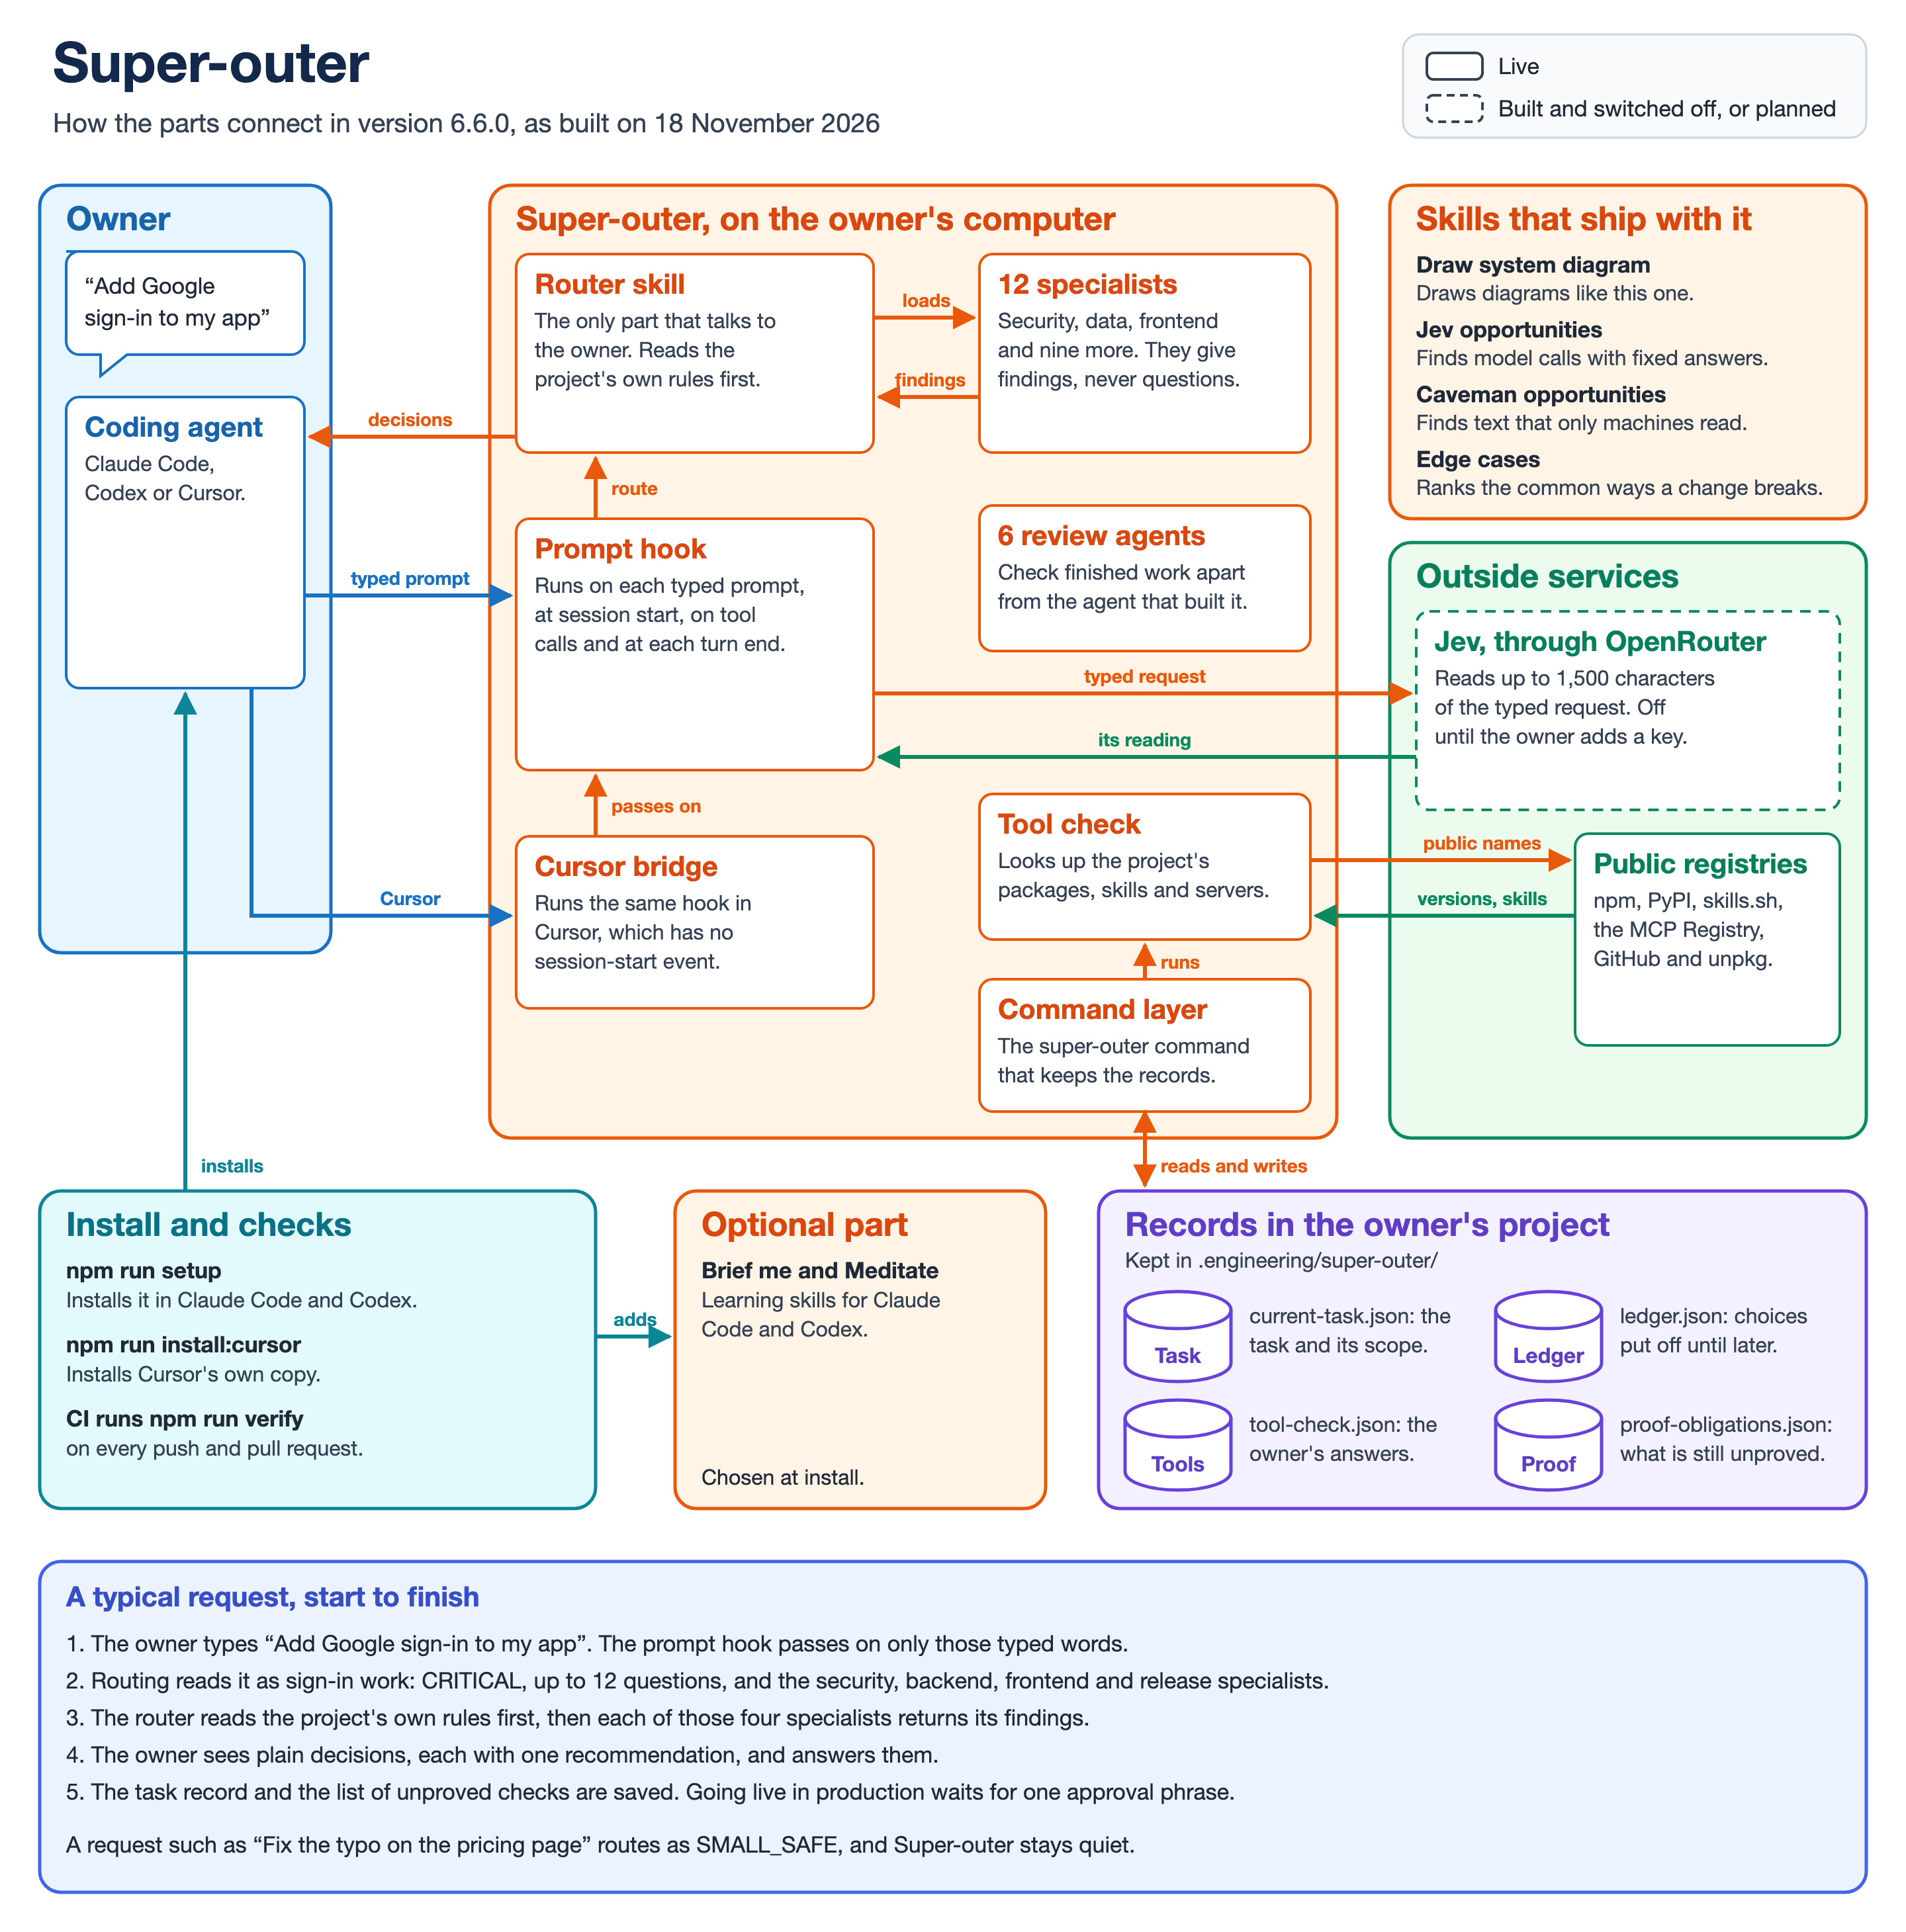 Super-outer
How the parts connect in version 6.6.0, as built on 18 November 2026
Live
Built and switched off, or planned
Owner
“Add Google
sign-in to my app”
Coding agent
Claude Code,
Codex or Cursor.
decisions
typed prompt
Cursor
Super-outer, on the owner's computer
Router skill
The only part that talks to
the owner. Reads the
project's own rules first.
loads
findings
12 specialists
Security, data, frontend
and nine more. They give
findings, never questions.
route
Prompt hook
Runs on each typed prompt,
at session start, on tool
calls and at each turn end.
6 review agents
Check finished work apart
from the agent that built it.
typed request
its reading
passes on
Cursor bridge
Runs the same hook in
Cursor, which has no
session-start event.
Tool check
Looks up the project's
packages, skills and servers.
runs
Command layer
The super-outer command
that keeps the records.
reads and writes
Skills that ship with it
Draw system diagram
Draws diagrams like this one.
Jev opportunities
Finds model calls with fixed answers.
Caveman opportunities
Finds text that only machines read.
Edge cases
Ranks the common ways a change breaks.
Outside services
Jev, through OpenRouter
Reads up to 1,500 characters
of the typed request. Off
until the owner adds a key.
public names
versions, skills
Public registries
npm, PyPI, skills.sh,
the MCP Registry,
GitHub and unpkg.
installs
Install and checks
npm run setup
Installs it in Claude Code and Codex.
npm run install:cursor
Installs Cursor's own copy.
CI runs npm run verify
on every push and pull request.
adds
Optional part
Brief me and Meditate
Learning skills for Claude
Code and Codex.
Chosen at install.
Records in the owner's project
Kept in .engineering/super-outer/
Task
current-task.json: the
task and its scope.
Ledger
ledger.json: choices
put off until later.
Tools
tool-check.json: the
owner's answers.
Proof
proof-obligations.json:
what is still unproved.
A typical request, start to finish
1. The owner types “Add Google sign-in to my app”. The prompt hook passes on only those typed words.
2. Routing reads it as sign-in work: CRITICAL, up to 12 questions, and the security, backend, frontend and release specialists.
3. The router reads the project's own rules first, then each of those four specialists returns its findings.
4. The owner sees plain decisions, each with one recommendation, and answers them.
5. The task record and the list of unproved checks are saved. Going live in production waits for one approval phrase.
A request such as “Fix the typo on the pricing page” routes as SMALL_SAFE, and Super-outer stays quiet.